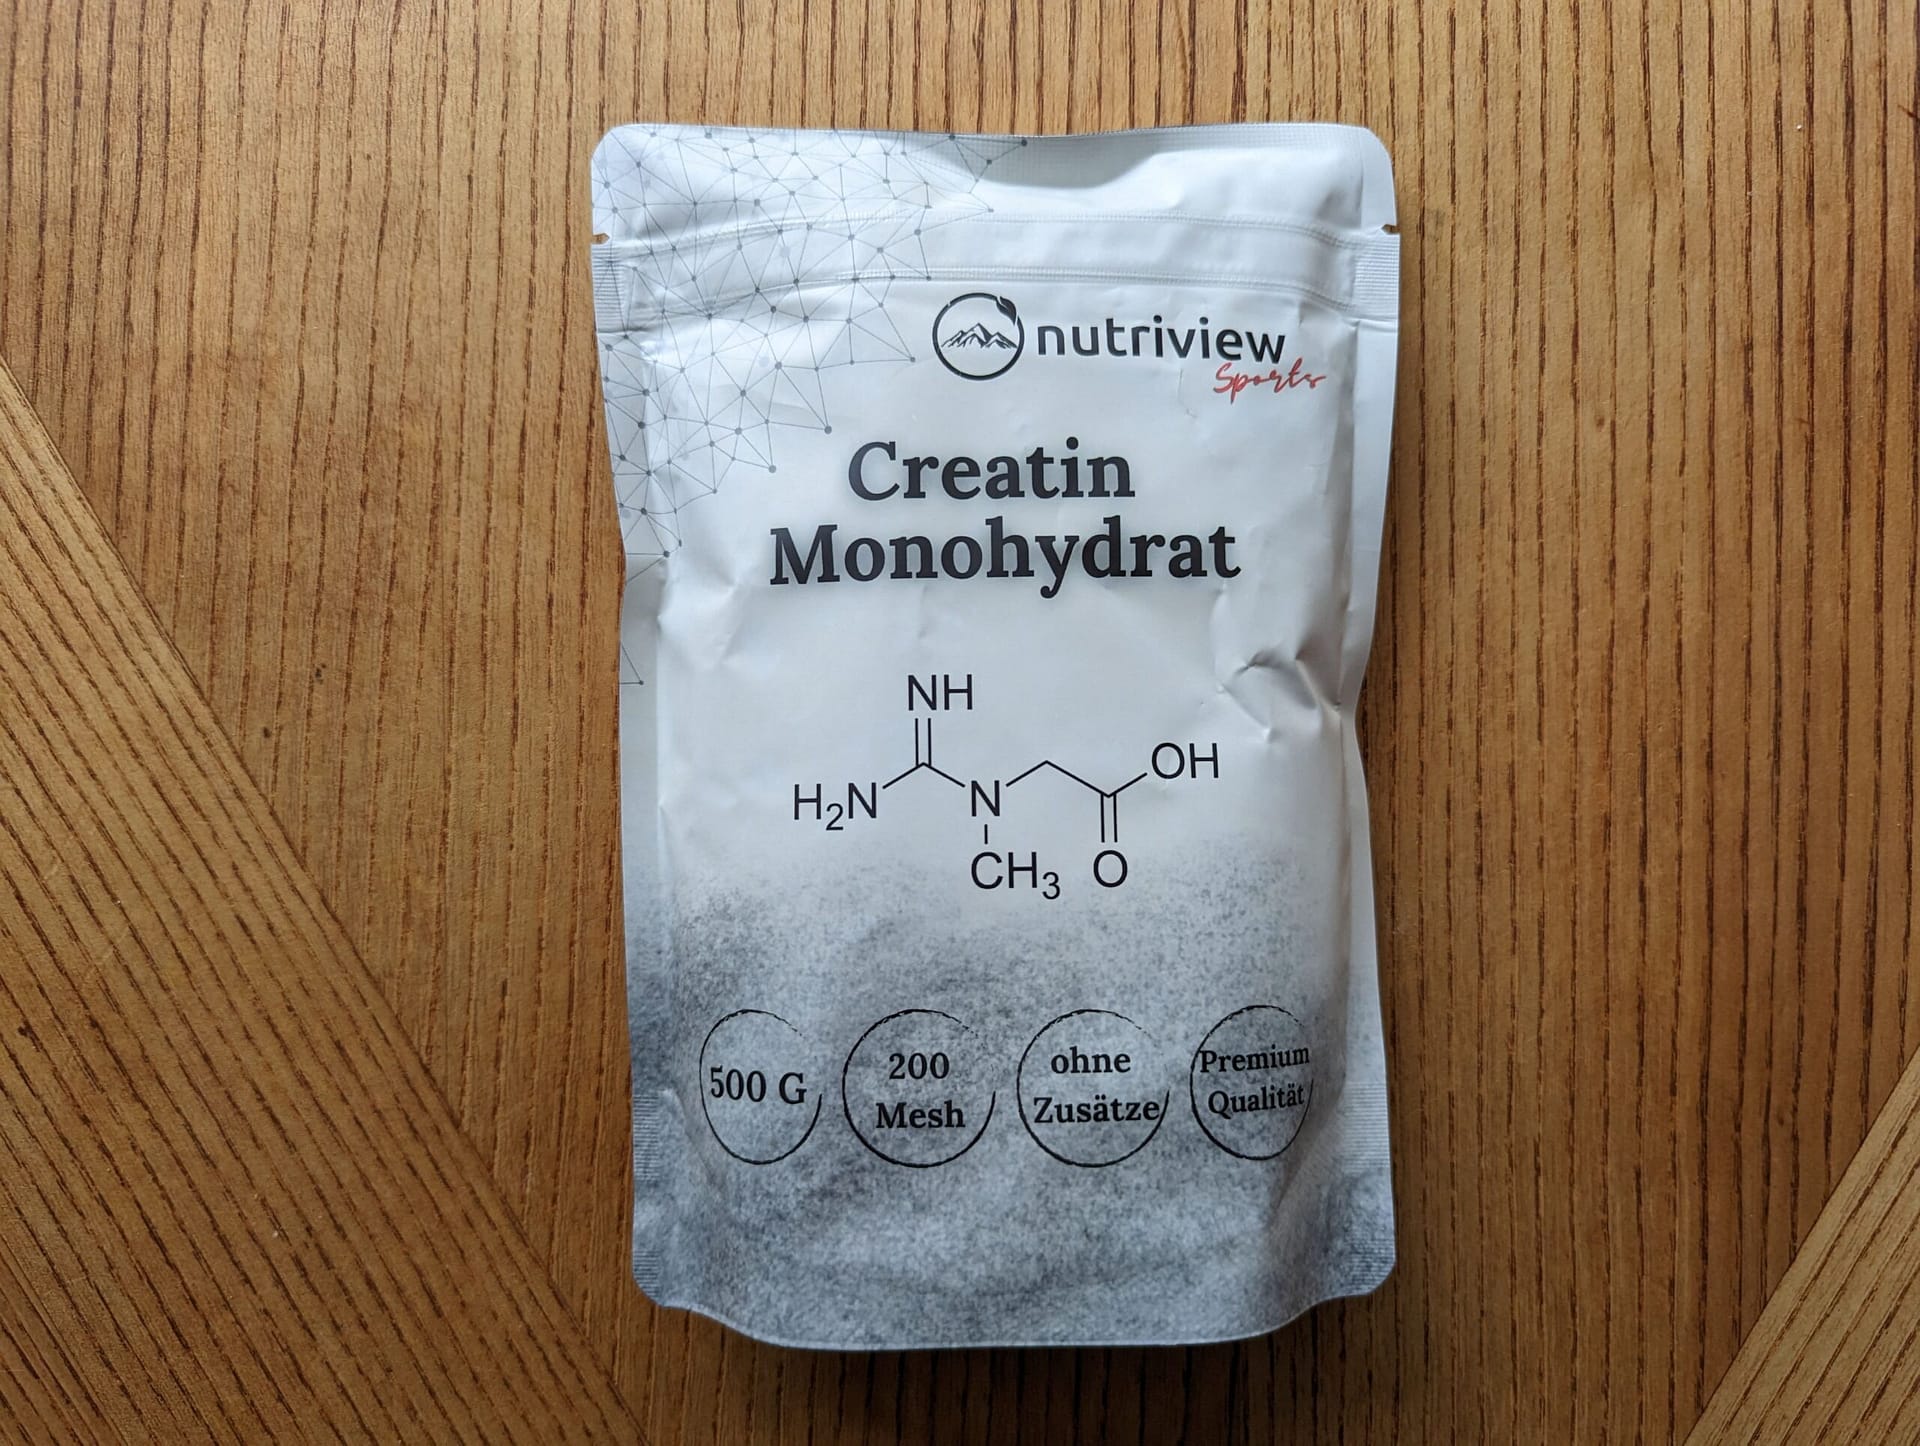 nutriview
Sports
Creatin
Monohydrat
NH
H₂N
N
OH
CH₃
O
500 G
200
Mesh
ohne
Zusätze
Premium
Qualität